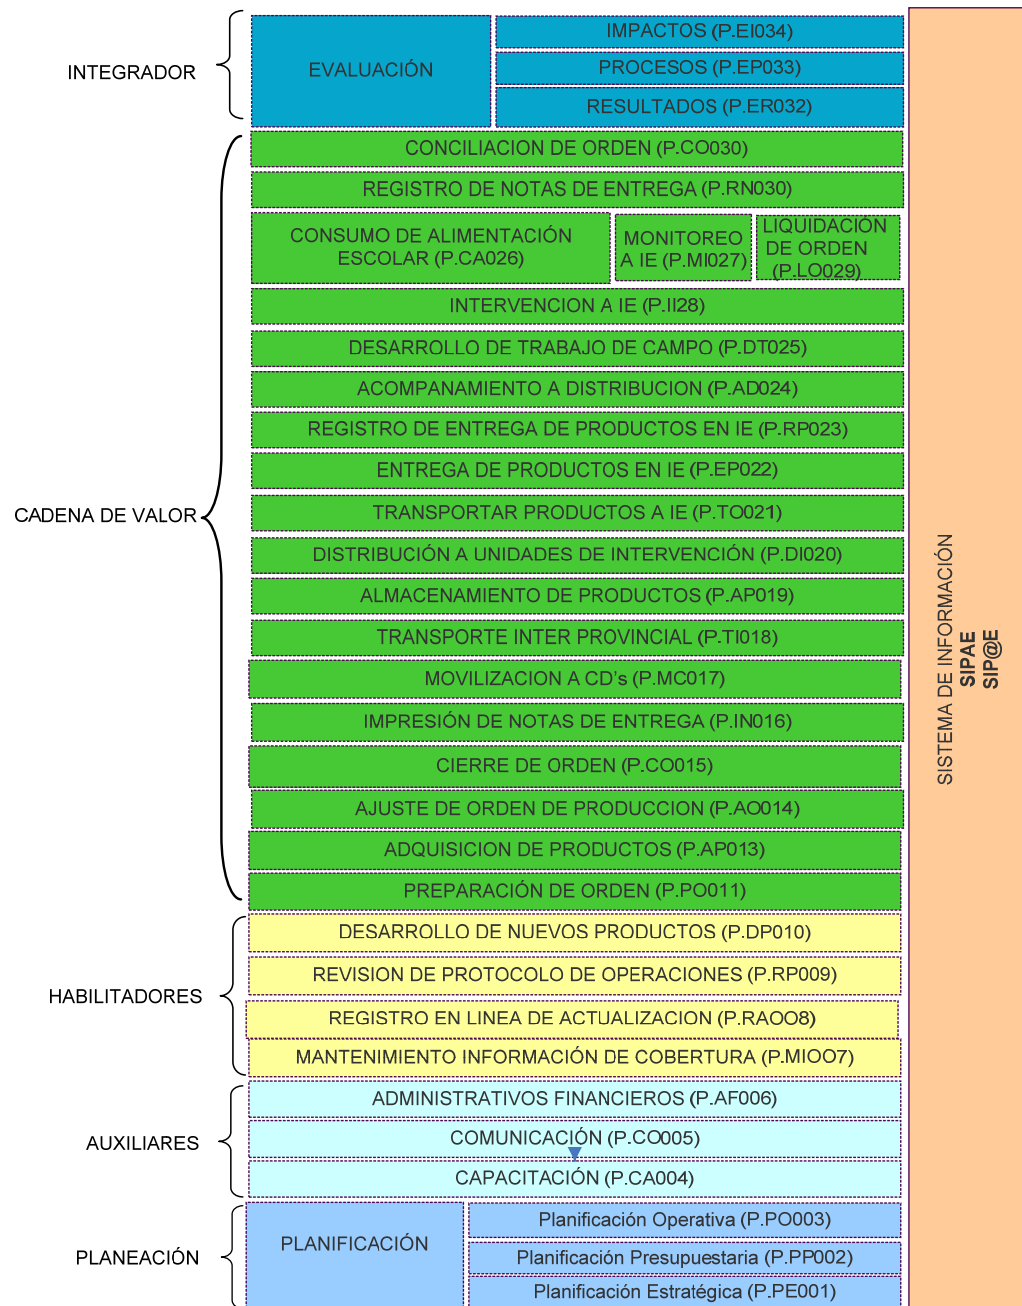 INTEGRADOR
EVALUACIÓN
IMPACTOS (P.EI034)
PROCESOS (P.EP033)
RESULTADOS (P.ER032)
CADENA DE VALOR
CONCILIACION DE ORDEN (P.CO030)
REGISTRO DE NOTAS DE ENTREGA (P.RN030)
CONSUMO DE ALIMENTACIÓN
ESCOLAR (P.CA026)
MONITOREO
A IE (P.MI027)
LIQUIDACIÓN
DE ORDEN
(P.LO029)
INTERVENCION A IE (P.II28)
DESARROLLO DE TRABAJO DE CAMPO (P.DT025)
ACOMPANAMIENTO A DISTRIBUCION (P.AD024)
REGISTRO DE ENTREGA DE PRODUCTOS EN IE (P.RP023)
ENTREGA DE PRODUCTOS EN IE (P.EP022)
TRANSPORTAR PRODUCTOS A IE (P.TO021)
DISTRIBUCIÓN A UNIDADES DE INTERVENCIÓN (P.DI020)
ALMACENAMIENTO DE PRODUCTOS (P.AP019)
TRANSPORTE INTER PROVINCIAL (P.TI018)
MOVILIZACION A CD's (P.MC017)
IMPRESIÓN DE NOTAS DE ENTREGA (P.IN016)
CIERRE DE ORDEN (P.CO015)
AJUSTE DE ORDEN DE PRODUCCION (P.AO014)
ADQUISICION DE PRODUCTOS (P.AP013)
PREPARACIÓN DE ORDEN (P.PO011)
HABILITADORES
DESARROLLO DE NUEVOS PRODUCTOS (P.DP010)
REVISION DE PROTOCOLO DE OPERACIONES (P.RP009)
REGISTRO EN LINEA DE ACTUALIZACION (P.RAOO8)
MANTENIMIENTO INFORMACIÓN DE COBERTURA (P.MIOO7)
AUXILIARES
ADMINISTRATIVOS FINANCIEROS (P.AF006)
COMUNICACIÓN (P.CO005)
CAPACITACIÓN (P.CA004)
PLANEACIÓN
PLANIFICACIÓN
Planificación Operativa (P.PO003)
Planificación Presupuestaria (P.PP002)
Planificación Estratégica (P.PE001)
SISTEMA DE INFORMACIÓN
SIPAE
SIP@E